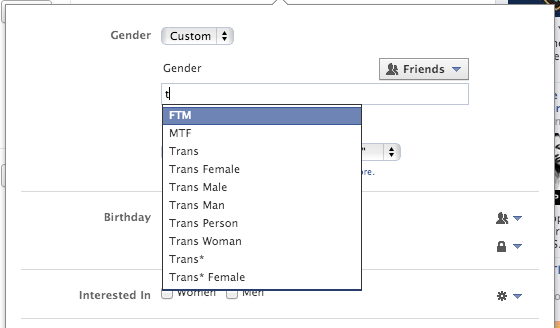 Gender Custom
Gender Friends
t
FTM
MTF
Trans
Trans Female
Trans Male
Trans Man
Trans Person
Trans Woman
Trans*
Trans* Female
Birthday
Interested In Women Men